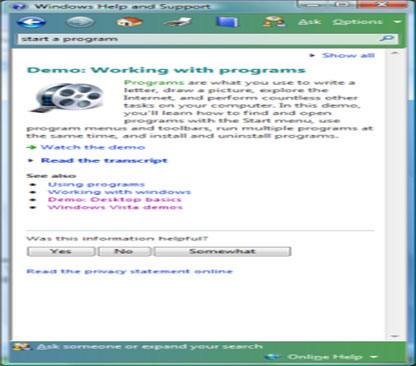 Windows Help and Support
Ask Options
start a program
Show all
Demo: Working with programs
Programs are what you use to write a
letter, draw a picture, explore the
Internet, and perform countless other
tasks on your computer. In this demo,
you'll learn how to find and open
programs with the Start menu, use
program menus and toolbars, run multiple programs at
the same time, and install and uninstall programs.
Watch the demo
Read the transcript
See also
Using programs
Working with windows
Demo: Desktop basics
Windows Vista demos
Was this information helpful?
Yes No Somewhat
Read the privacy statement online
Ask someone or expand your search
Online Help